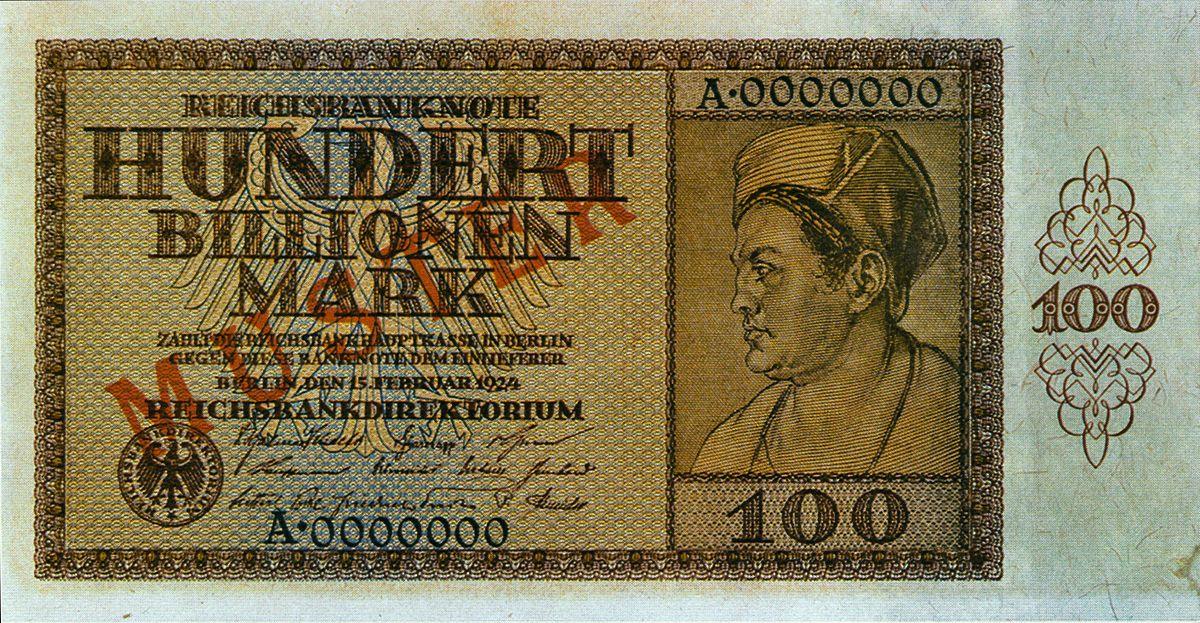 REICHSBANKNOTE
HUNDERT
BILLIONEN
MARK
ZAHLT DIE REICHSBANKHAUPTKASSE IN BERLIN
GEGEN DIESE BANKNOTE DEM EINLIEFERER
BERLIN, DEN 15. FEBRUAR 1924
REICHSBANKDIREKTORIUM
MUSTER
REICHSBANKDIREKTORIUM
A·0000000
A·0000000
100
100